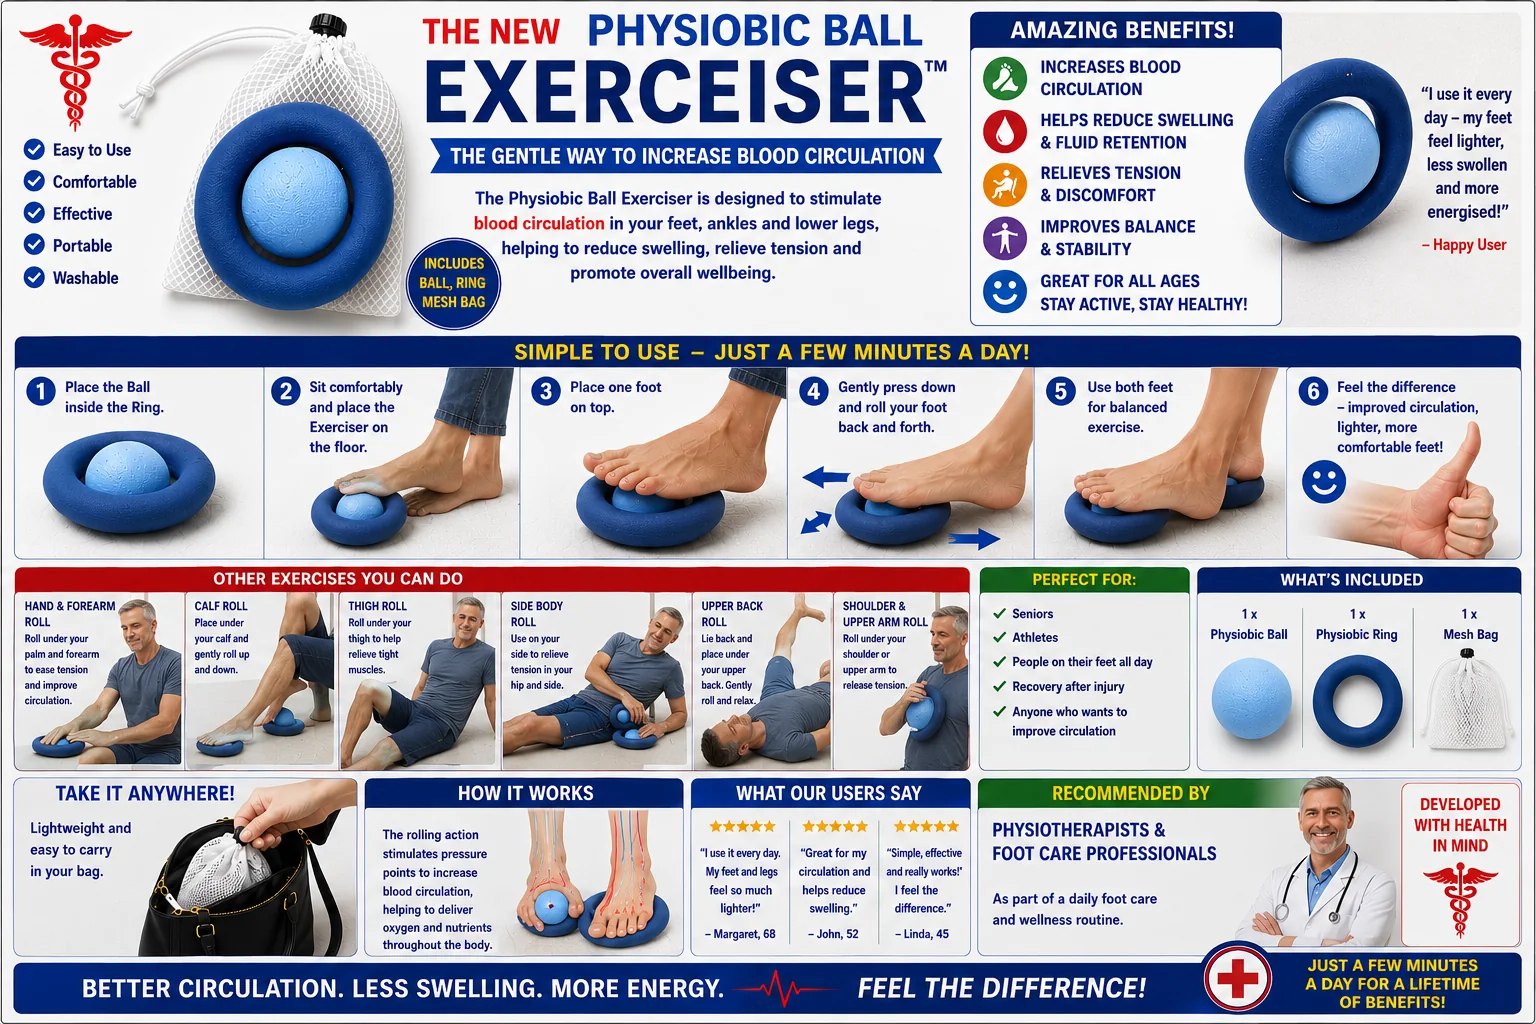 THE NEW PHYSIOBIC BALL
EXERCEISER™
THE GENTLE WAY TO INCREASE BLOOD CIRCULATION
The Physiobic Ball Exerciser is designed to stimulate
blood circulation in your feet, ankles and lower legs,
helping to reduce swelling, relieve tension and
promote overall wellbeing.
Easy to Use
Comfortable
Effective
Portable
Washable
INCLUDES
BALL, RING
MESH BAG
AMAZING BENEFITS!
INCREASES BLOOD
CIRCULATION
HELPS REDUCE SWELLING
& FLUID RETENTION
RELIEVES TENSION
& DISCOMFORT
IMPROVES BALANCE
& STABILITY
GREAT FOR ALL AGES
STAY ACTIVE, STAY HEALTHY!
“I use it every
day – my feet
feel lighter,
less swollen
and more
energised!”
– Happy User
SIMPLE TO USE – JUST A FEW MINUTES A DAY!
1
Place the Ball
inside the Ring.
2
Sit comfortably
and place the
Exerciser on
the floor.
3
Place one foot
on top.
4
Gently press down
and roll your foot
back and forth.
5
Use both feet
for balanced
exercise.
6
Feel the difference
– improved circulation,
lighter, more
comfortable feet!
OTHER EXERCISES YOU CAN DO
HAND & FOREARM
ROLL
Roll under your
palm and forearm
to ease tension
and improve
circulation.
CALF ROLL
Place under
your calf and
gently roll up
and down.
THIGH ROLL
Roll under your
thigh to help
relieve tight
muscles.
SIDE BODY
ROLL
Use on your
side to relieve
tension in your
hip and side.
UPPER BACK
ROLL
Lie back and
place under
your upper
back. Gently
roll and relax.
SHOULDER &
UPPER ARM ROLL
Roll under your
shoulder or
upper arm to
release tension.
PERFECT FOR:
Seniors
Athletes
People on their feet all day
Recovery after injury
Anyone who wants to
improve circulation
WHAT'S INCLUDED
1 x
Physiobic Ball
1 x
Physiobic Ring
1 x
Mesh Bag
TAKE IT ANYWHERE!
Lightweight and
easy to carry
in your bag.
HOW IT WORKS
The rolling action
stimulates pressure
points to increase
blood circulation,
helping to deliver
oxygen and nutrients
throughout the body.
WHAT OUR USERS SAY
“I use it every day.
My feet and legs
feel so much
lighter!”
– Margaret, 68
“Great for my
circulation and
helps reduce
swelling.”
– John, 52
“Simple, effective
and really works!'
I feel the
difference.”
– Linda, 45
RECOMMENDED BY
PHYSIOTHERAPISTS &
FOOT CARE PROFESSIONALS
As part of a daily foot care
and wellness routine.
DEVELOPED
WITH HEALTH
IN MIND
BETTER CIRCULATION. LESS SWELLING. MORE ENERGY.
FEEL THE DIFFERENCE!
JUST A FEW MINUTES
A DAY FOR A LIFETIME
OF BENEFITS!